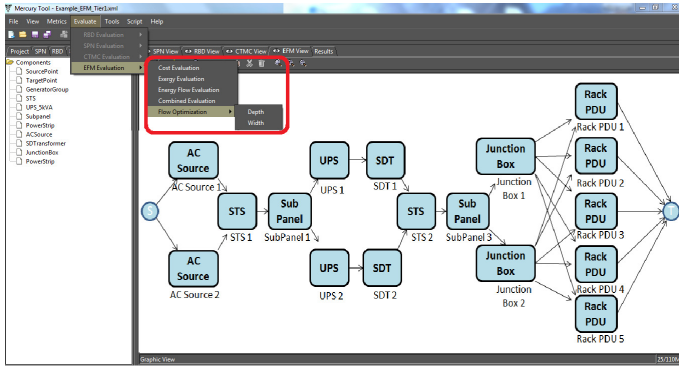 Mercury Tool - Example_EFM_Tier1.xml
File View Metrics Evaluate Tools Script Help
RBD Evaluation
SPN Evaluation
CTMC Evaluation
EFM Evaluation
Cost Evaluation
Exergy Evaluation
Energy Flow Evaluation
Combined Evaluation
Flow Optimization
Depth
Width
Project SPN RBD
SPN View RBD View CTMC View EFM View Results
Components
SourcePoint
TargetPoint
GeneratorGroup
STS
UPS_5kVA
Subpanel
PowerStrip
ACSource
SDTransformer
JunctionBox
PowerStrip
S
AC
Source
AC Source 1
AC
Source
AC Source 2
STS
STS 1
Sub
Panel
SubPanel 1
UPS
UPS 1
SDT
SDT 1
UPS
UPS 2
SDT
SDT 2
STS
STS 2
Sub
Panel
SubPanel 3
Junction
Box
Junction
Box 1
Junction
Box
Junction
Box 2
Rack
PDU
Rack PDU 1
Rack
PDU
Rack PDU 2
Rack
PDU
Rack PDU 3
Rack
PDU
Rack PDU 4
Rack
PDU
Rack PDU 5
T
Graphic View
25/110M